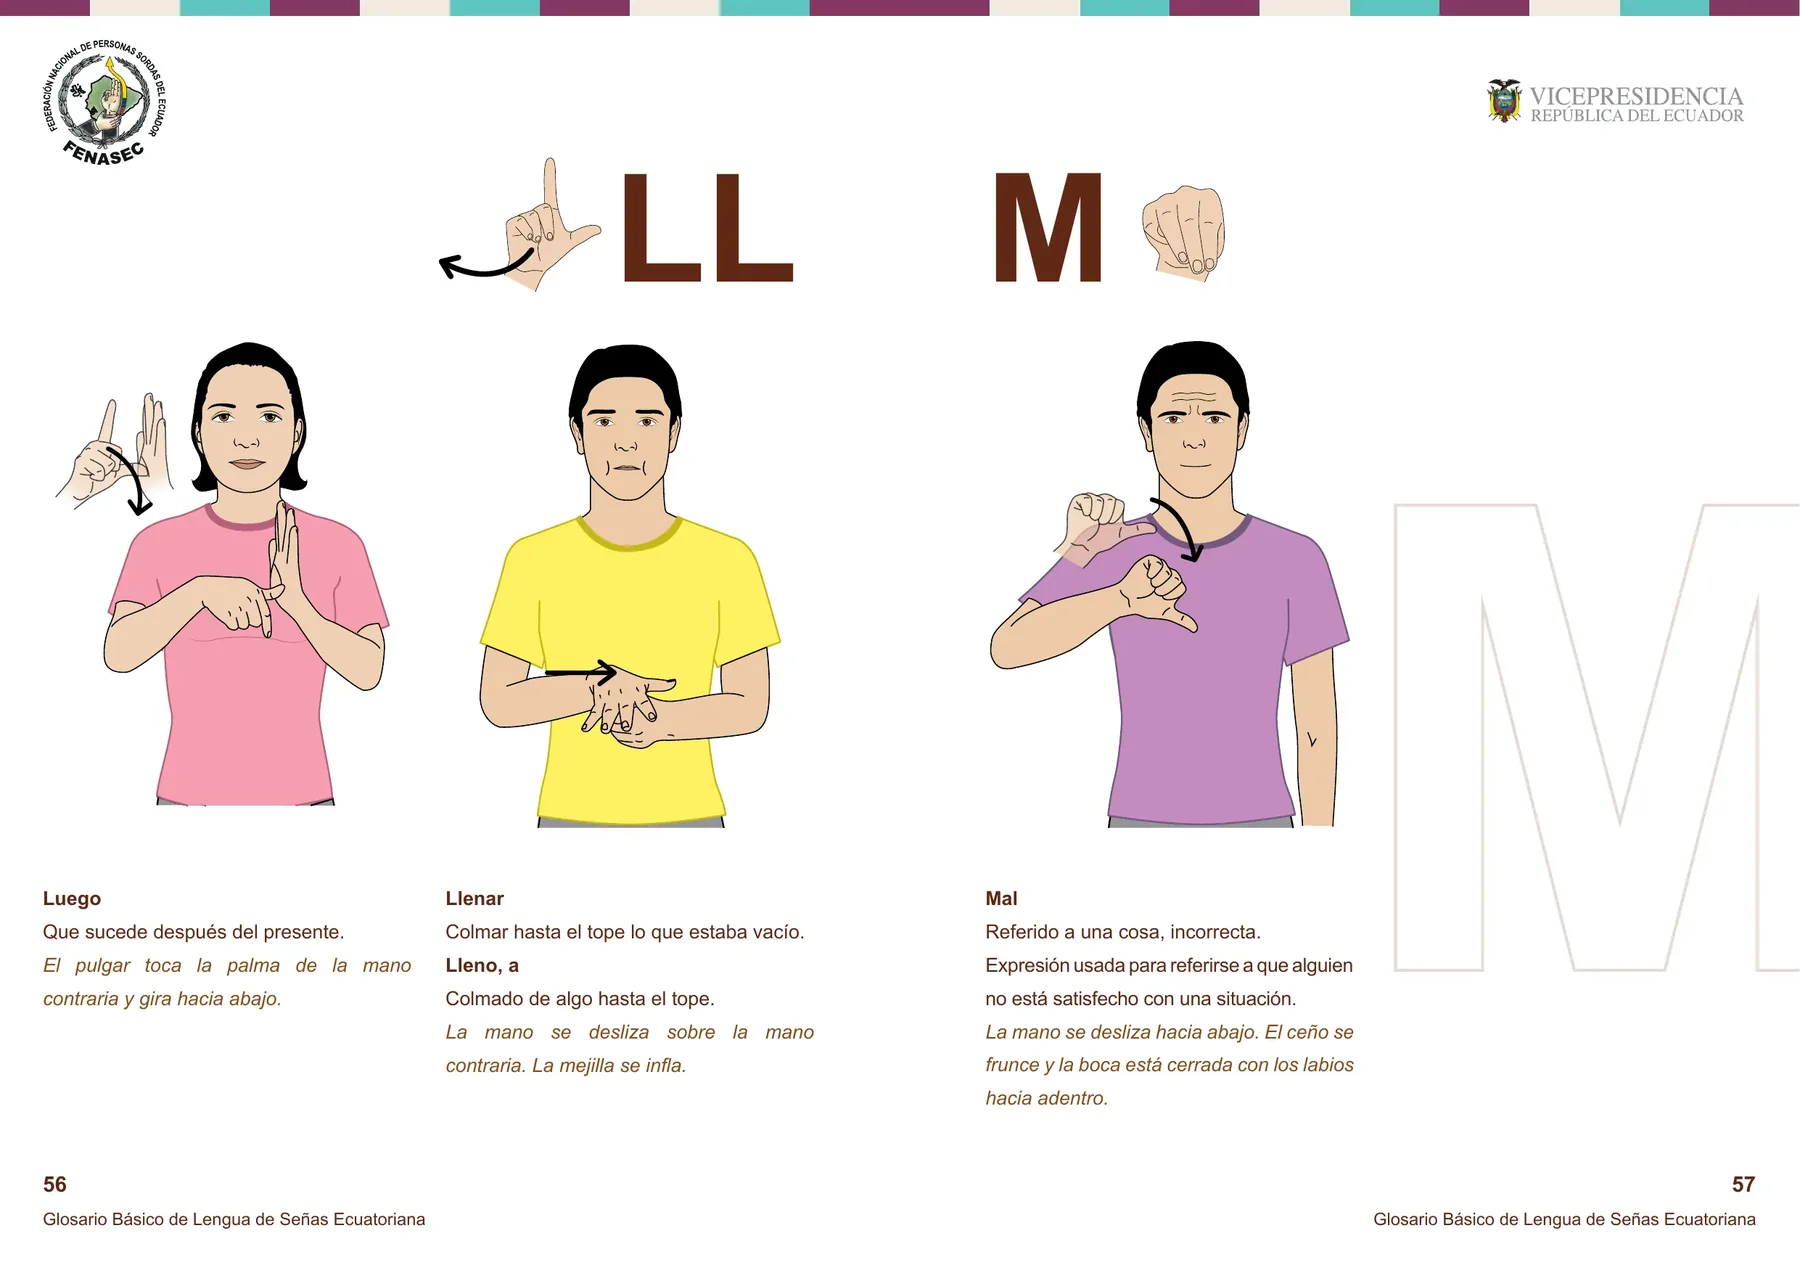 FEDERACIÓN NACIONAL DE PERSONAS SORDAS DEL ECUADOR
FENASEC
VICEPRESIDENCIA
REPÚBLICA DEL ECUADOR
LL
M
M
Luego
Que sucede después del presente.
El pulgar toca la palma de la mano
contraria y gira hacia abajo.
Llenar
Colmar hasta el tope lo que estaba vacío.
Lleno, a
Colmado de algo hasta el tope.
La mano se desliza sobre la mano
contraria. La mejilla se infla.
Mal
Referido a una cosa, incorrecta.
Expresión usada para referirse a que alguien
no está satisfecho con una situación.
La mano se desliza hacia abajo. El ceño se
frunce y la boca está cerrada con los labios
hacia adentro.
56
Glosario Básico de Lengua de Señas Ecuatoriana
57
Glosario Básico de Lengua de Señas Ecuatoriana